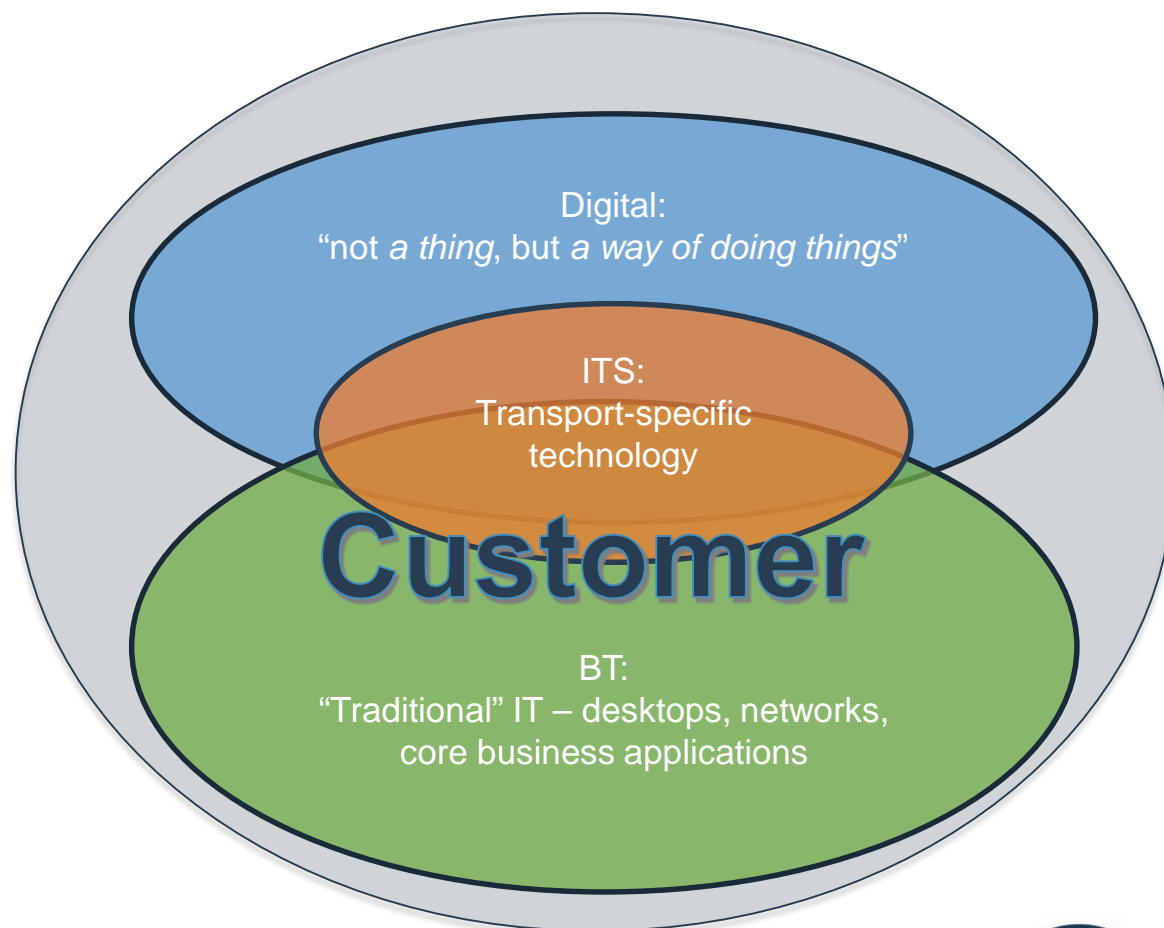 Digital:
“not a thing, but a way of doing things”
ITS:
Transport-specific
technology
Customer
BT:
“Traditional” IT – desktops, networks,
core business applications